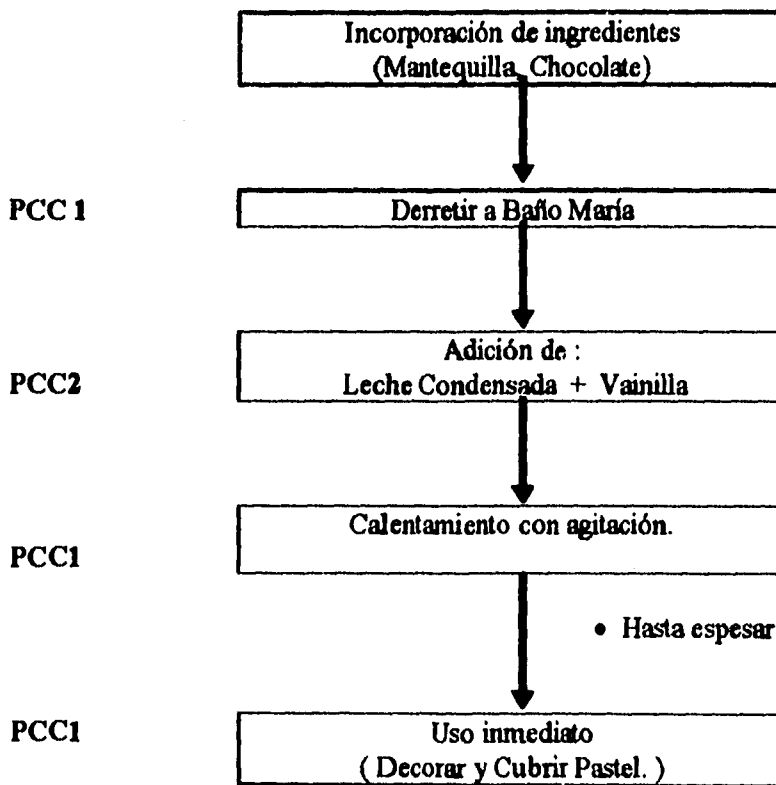 Incorporación de ingredientes
(Mantequilla, Chocolate)
PCC 1
Derretir a Baño María
Adición de :
PCC2
Leche Condensada + Vainilla
Calentamiento con agitación.
PCC1
• Hasta espesar
PCC1
Uso inmediato
( Decorar y Cubrir Pastel. )